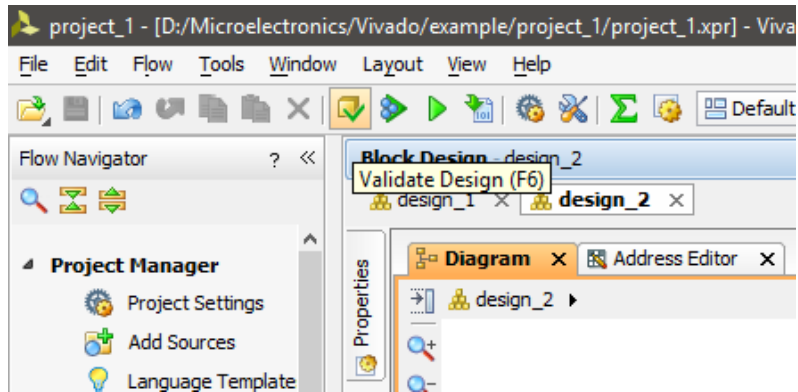 project_1 - [D:/Microelectronics/Vivado/example/project_1/project_1.xpr] - Viva
File Edit Flow Tools Window Layout View Help
Default
Flow Navigator ? «
Block Design - design_2
Validate Design (F6)
design_1 × design_2 ×
Project Manager
Properties
Diagram × Address Editor ×
Project Settings
design_2
Add Sources
Language Template